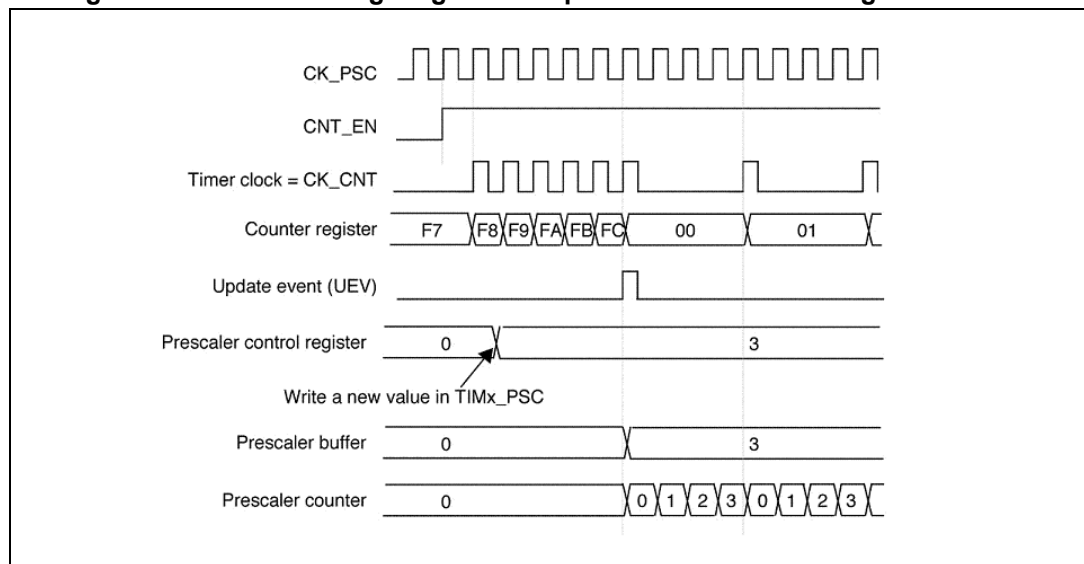 CK_PSC
CNT_EN
Timer clock = CK_CNT
Counter register F7 F8 F9 FA FB FC 00 01
Update event (UEV)
Prescaler control register 0 3
Write a new value in TIMx_PSC
Prescaler buffer 0 3
Prescaler counter 0 0 1 2 3 0 1 2 3